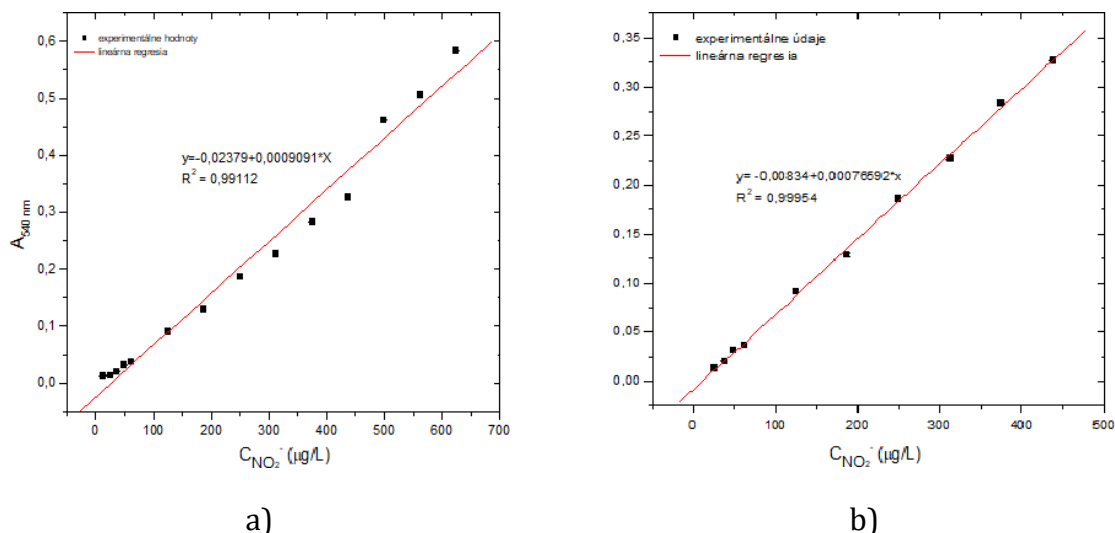 experimentálne hodnoty
lineárna regresia
y=-0,02379+0,0009091*X
R² = 0,99112
A540 nm
0,6
0,5
0,4
0,3
0,2
0,1
0,0
0 100 200 300 400 500 600 700
CNO2- (µg/L)
a)
experimentálne údaje
lineárna regresia
y= -0,00834+0,00076592*x
R² = 0,99954
0,35
0,30
0,25
0,20
0,15
0,10
0,05
0,00
0 100 200 300 400 500
CNO2- (µg/L)
b)